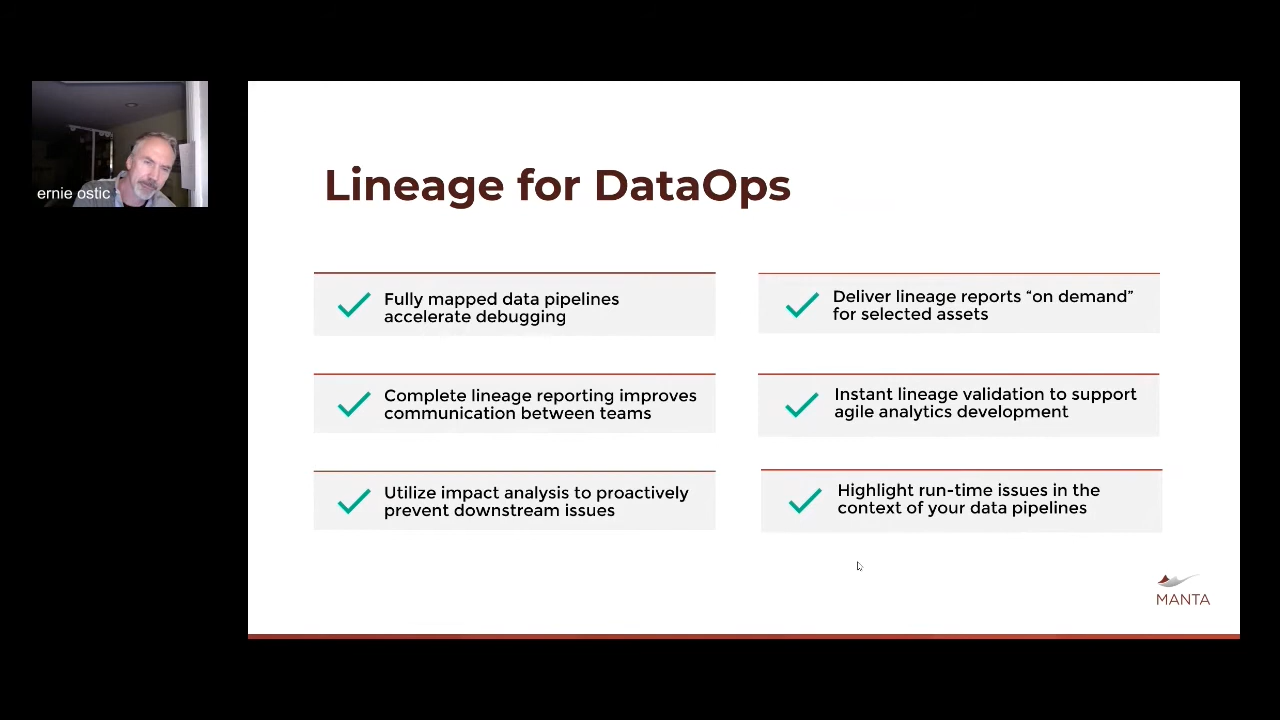 ernie ostic
Lineage for DataOps
Fully mapped data pipelines
accelerate debugging
Deliver lineage reports “on demand”
for selected assets
Complete lineage reporting improves
communication between teams
Instant lineage validation to support
agile analytics development
Utilize impact analysis to proactively
prevent downstream issues
Highlight run-time issues in the
context of your data pipelines
MANTA